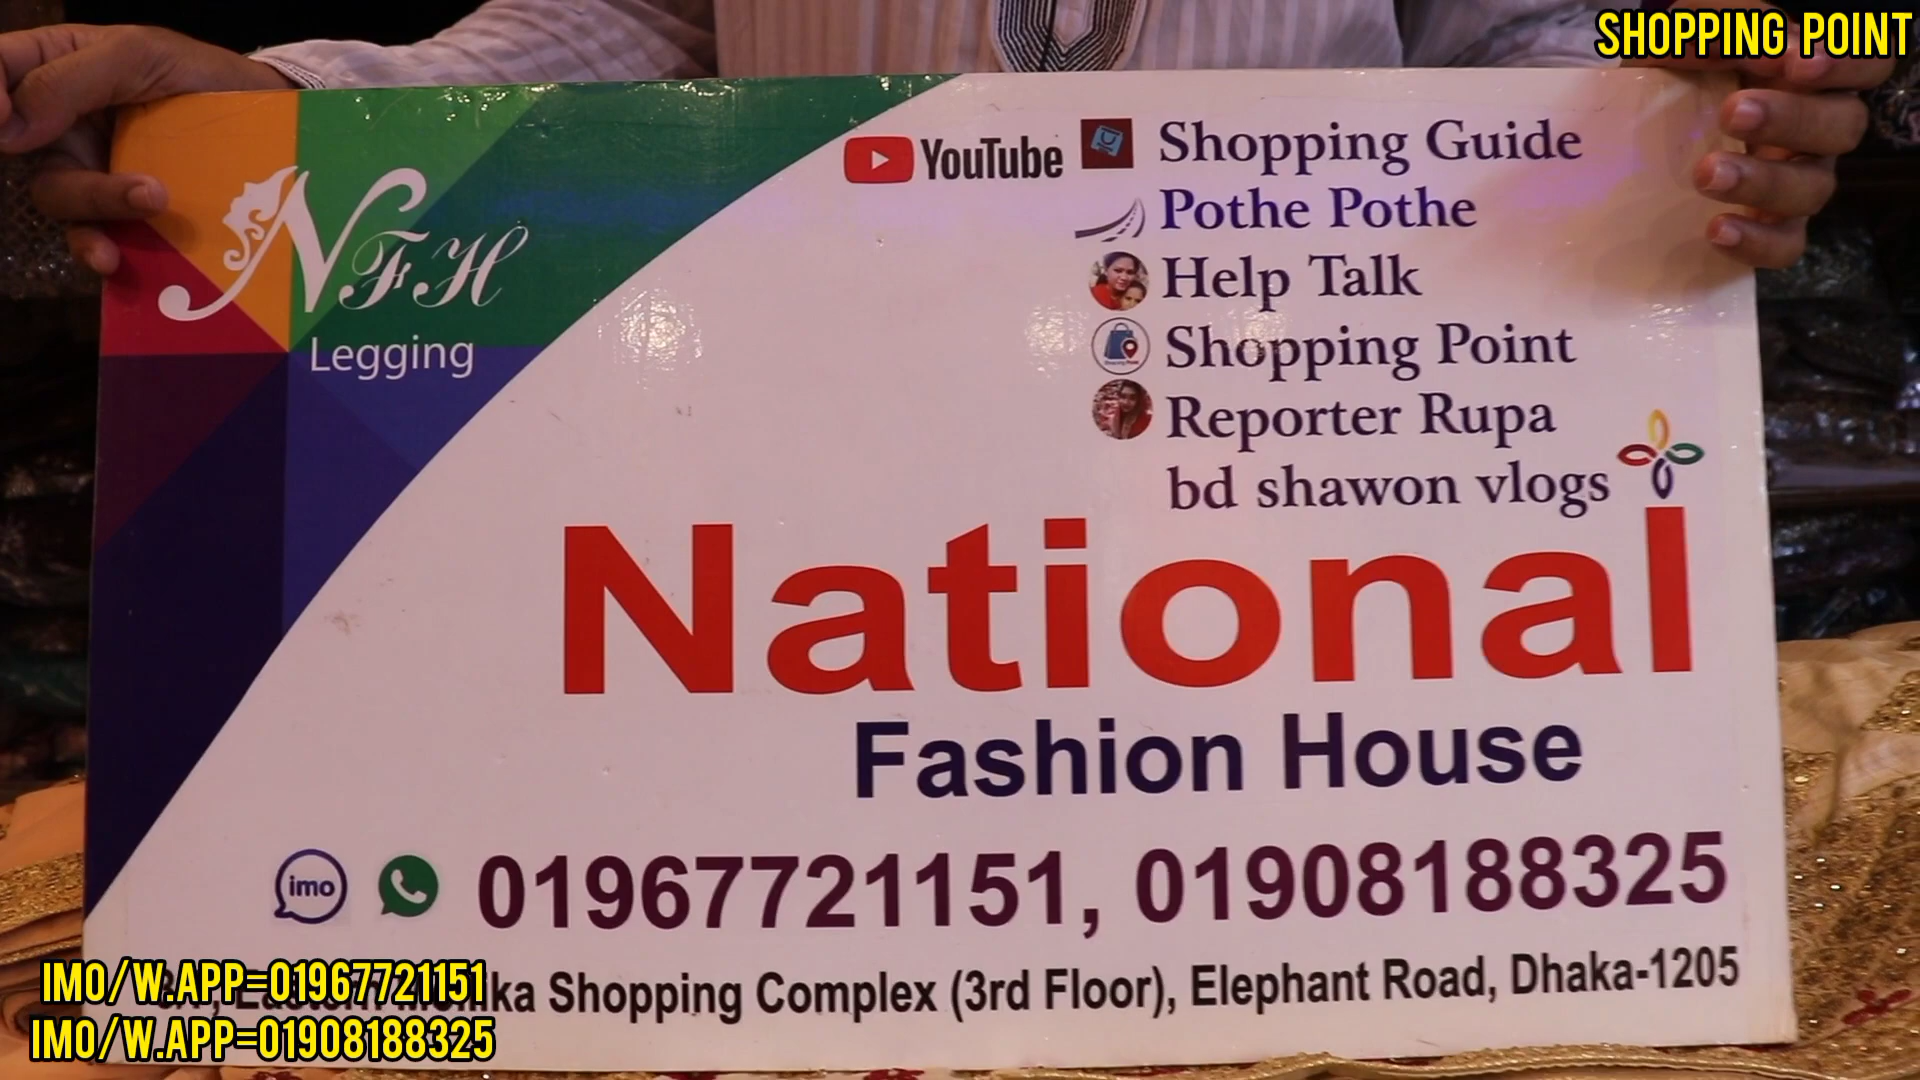 SHOPPING POINT
YouTube Shopping Guide
Pothe Pothe
Help Talk
Shopping Point
Reporter Rupa
bd shawon vlogs
NFH
Legging
National
Fashion House
imo 01967721151, 01908188325
Shopping Complex (3rd Floor), Elephant Road, Dhaka-1205
IMO/W.APP=01967721151
IMO/W.APP=01908188325